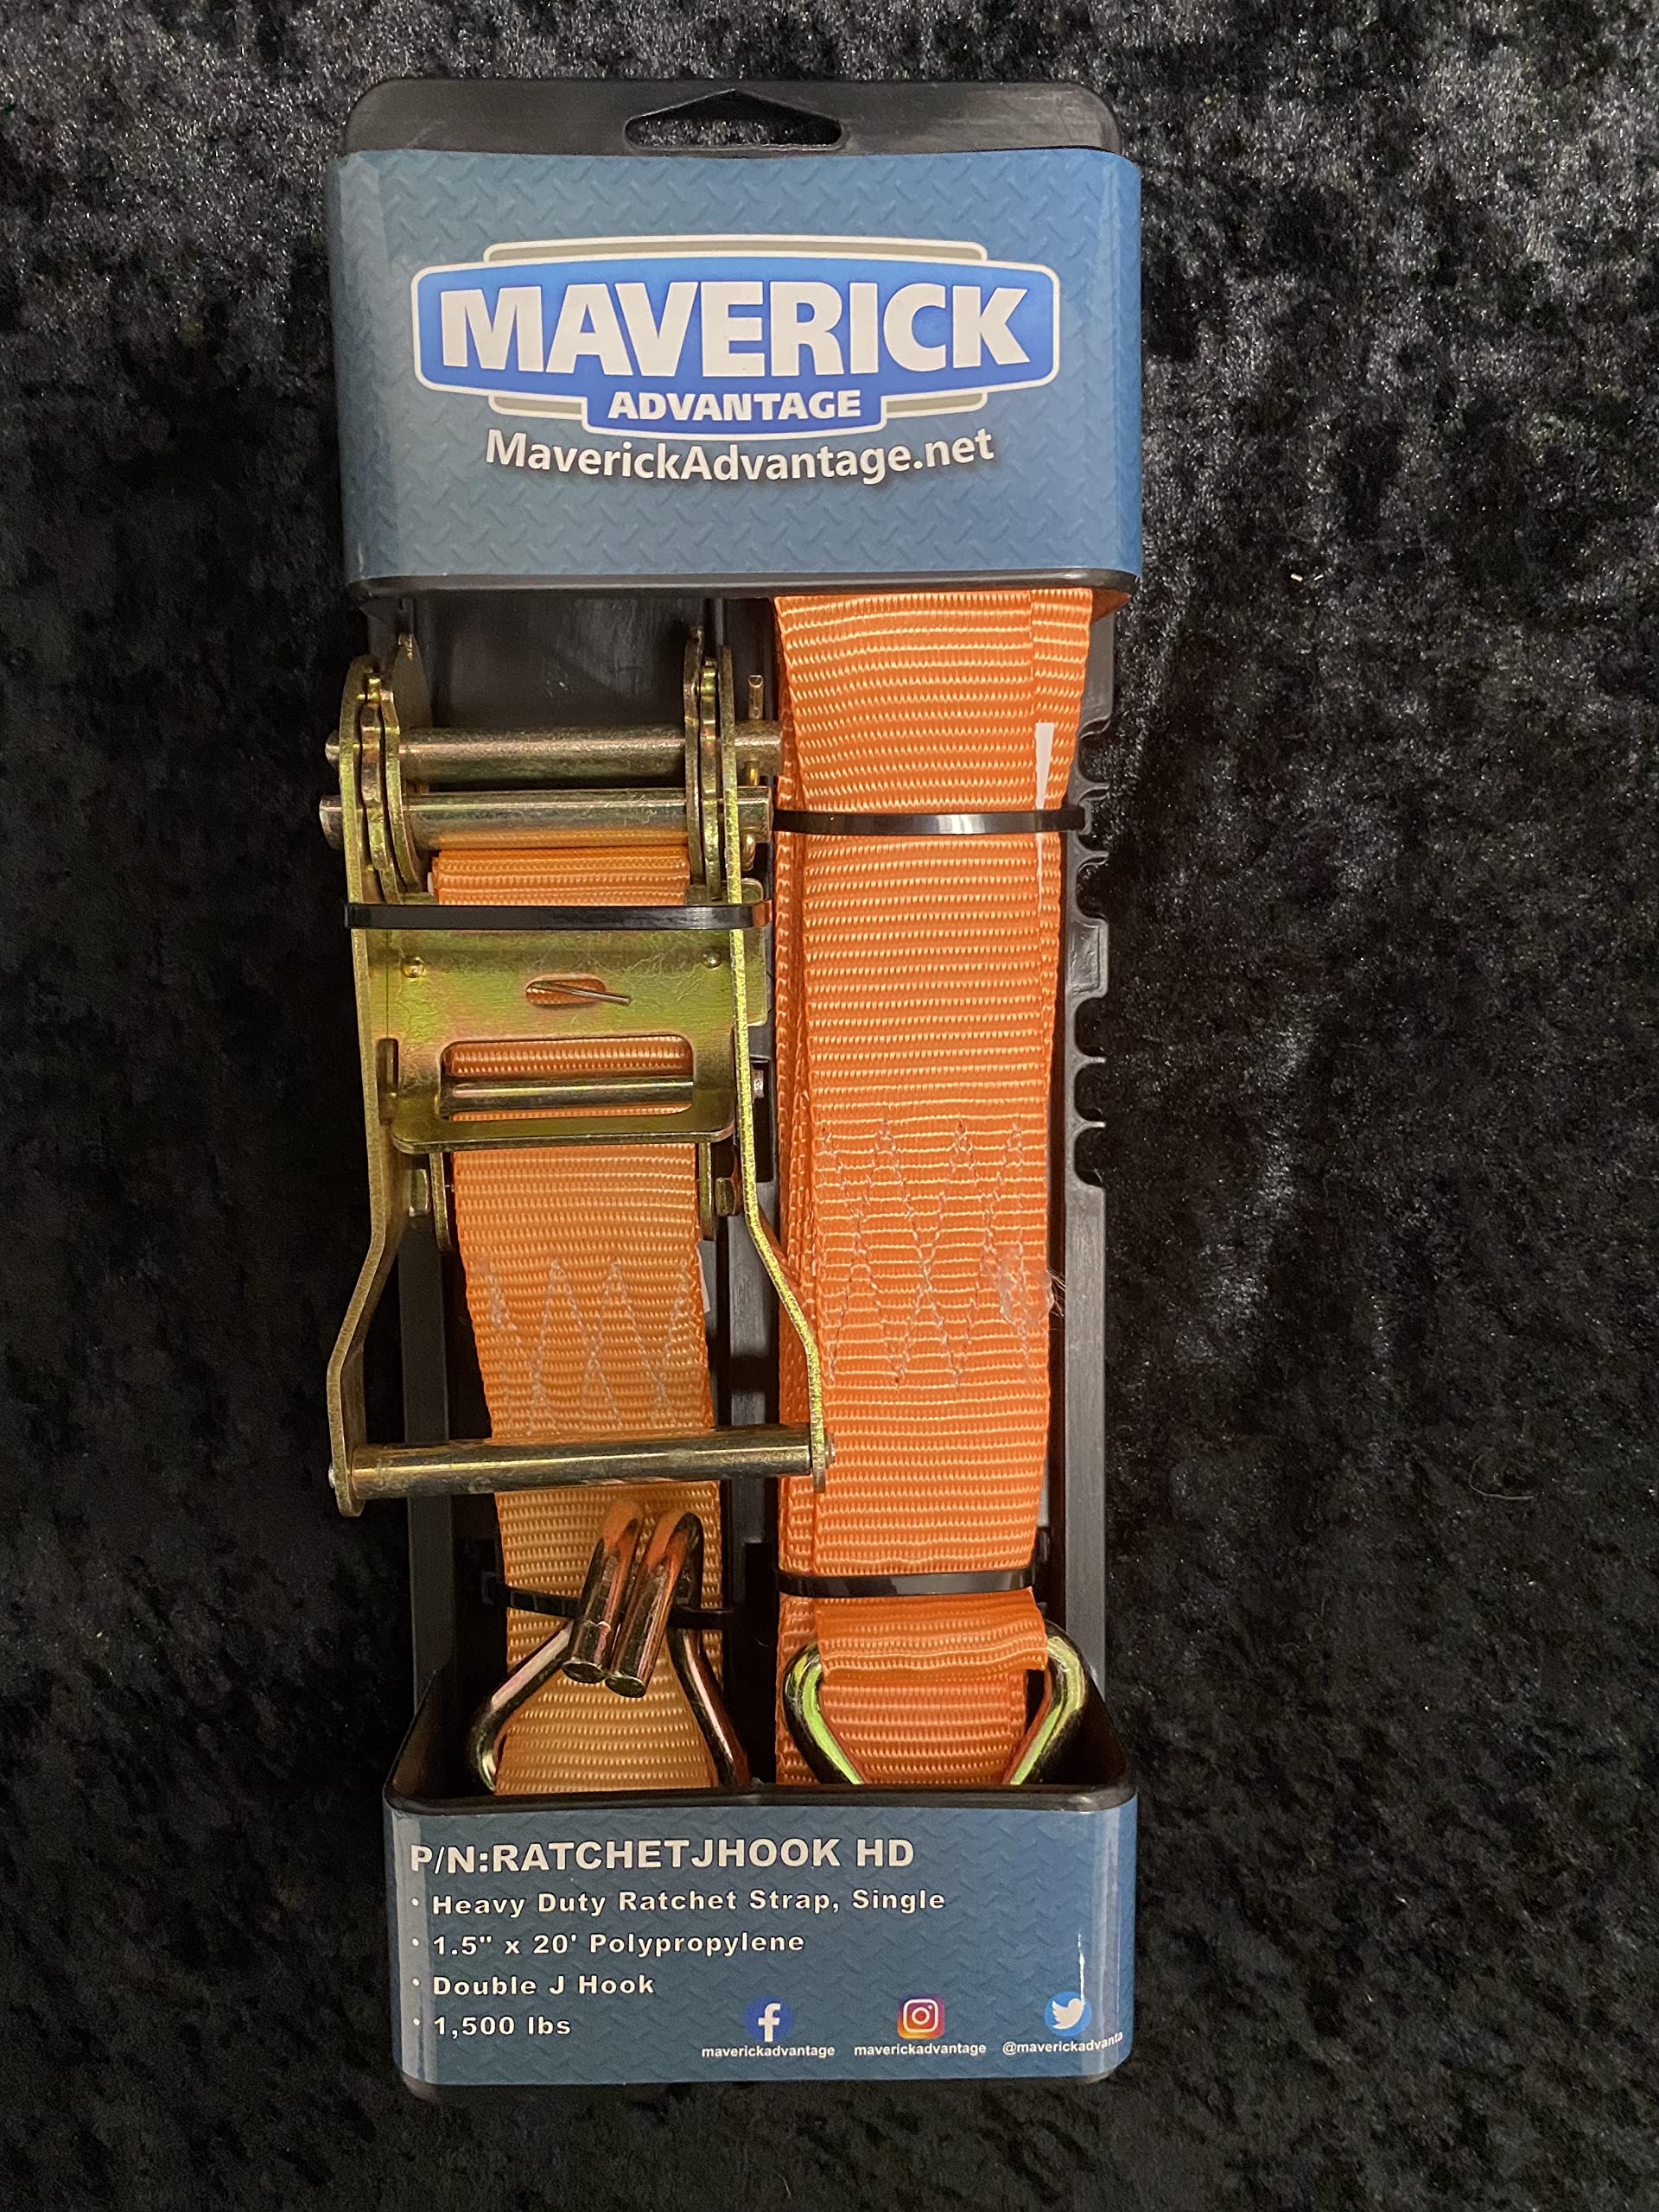 MAVERICK
ADVANTAGE
MaverickAdvantage.net
P/N:RATCHETJHOOK HD
• Heavy Duty Ratchet Strap, Single
• 1.5" x 20' Polypropylene
• Double J Hook
• 1,500 lbs
maverickadvantage maverickadvantage @maverickadvanta